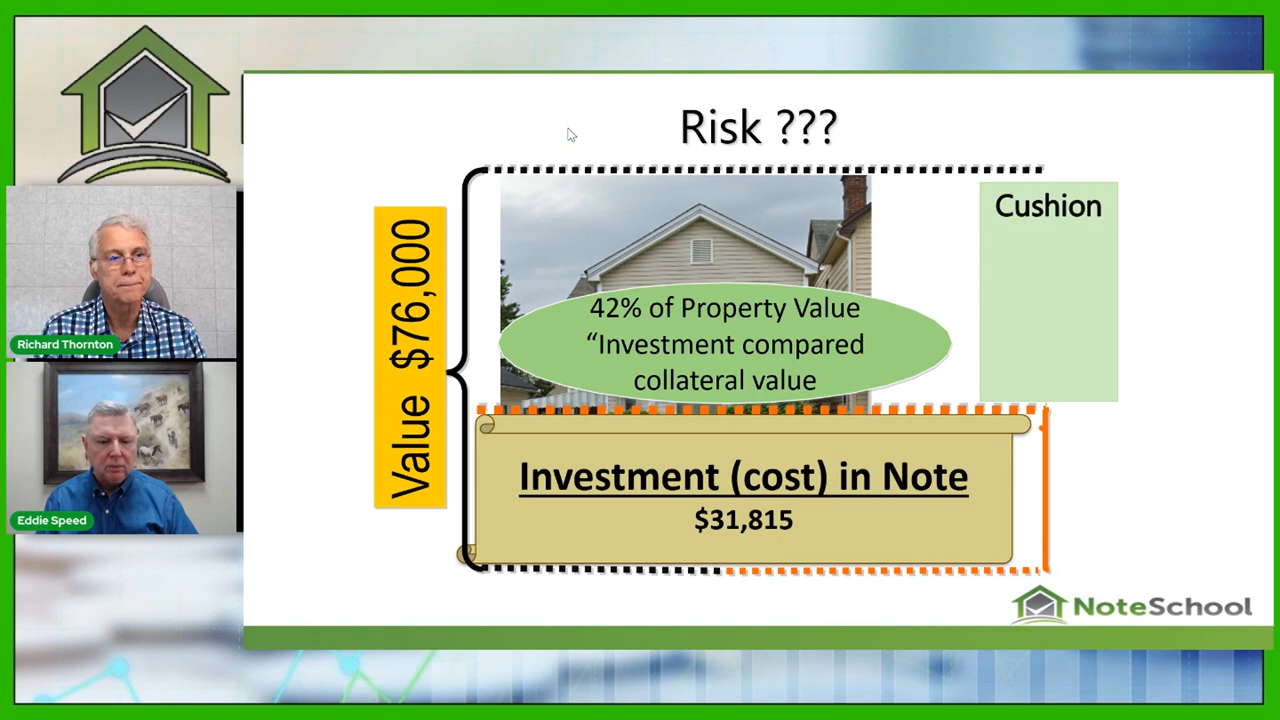 Risk ???
Richard Thornton
Eddie Speed
Value $76,000
42% of Property Value
“Investment compared
collateral value
Cushion
Investment (cost) in Note
$31,815
NoteSchool